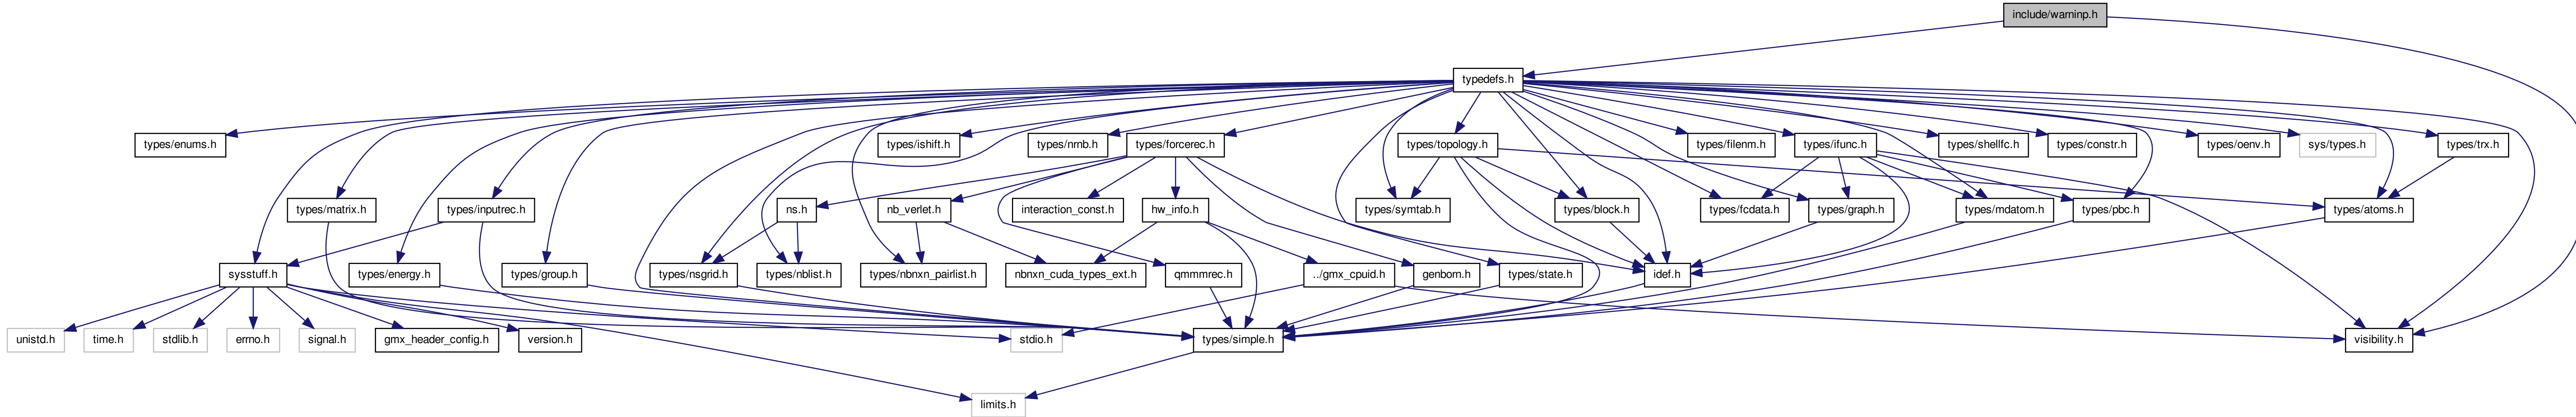 include/warninp.h
typedefs.h
types/enums.h
types/ishift.h
types/nrnb.h
types/forcerec.h
types/topology.h
types/filenm.h
types/ifunc.h
types/shellfc.h
types/constr.h
types/oenv.h
sys/types.h
types/trx.h
types/matrix.h
types/inputrec.h
ns.h
nb_verlet.h
interaction_const.h
hw_info.h
types/symtab.h
types/block.h
types/fcdata.h
types/graph.h
types/mdatom.h
types/pbc.h
types/atoms.h
sysstuff.h
types/energy.h
types/group.h
types/nsgrid.h
types/nblist.h
types/nbnxn_pairlist.h
nbnxn_cuda_types_ext.h
qmmmrec.h
../gmx_cpuid.h
genborn.h
types/state.h
idef.h
unistd.h
time.h
stdlib.h
errno.h
signal.h
gmx_header_config.h
version.h
stdio.h
types/simple.h
visibility.h
limits.h